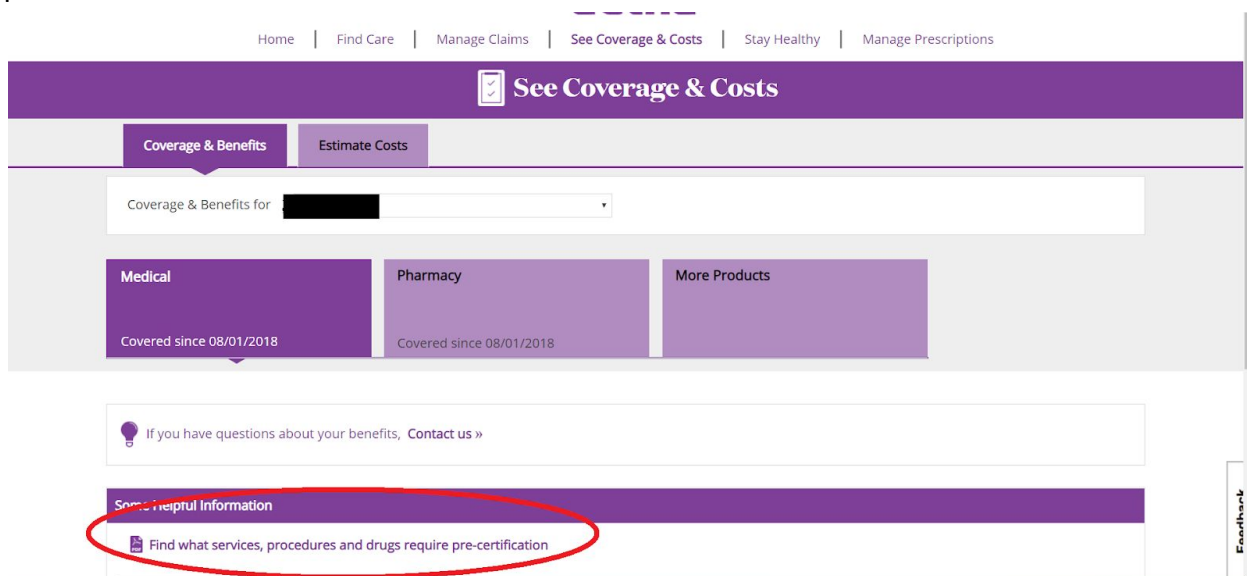 Home | Find Care | Manage Claims | See Coverage & Costs | Stay Healthy | Manage Prescriptions
See Coverage & Costs
Coverage & Benefits Estimate Costs
Coverage & Benefits for
Medical Pharmacy More Products
Covered since 08/01/2018 Covered since 08/01/2018
If you have questions about your benefits, Contact us »
Some Helpful Information
Find what services, procedures and drugs require pre-certification
Feedback